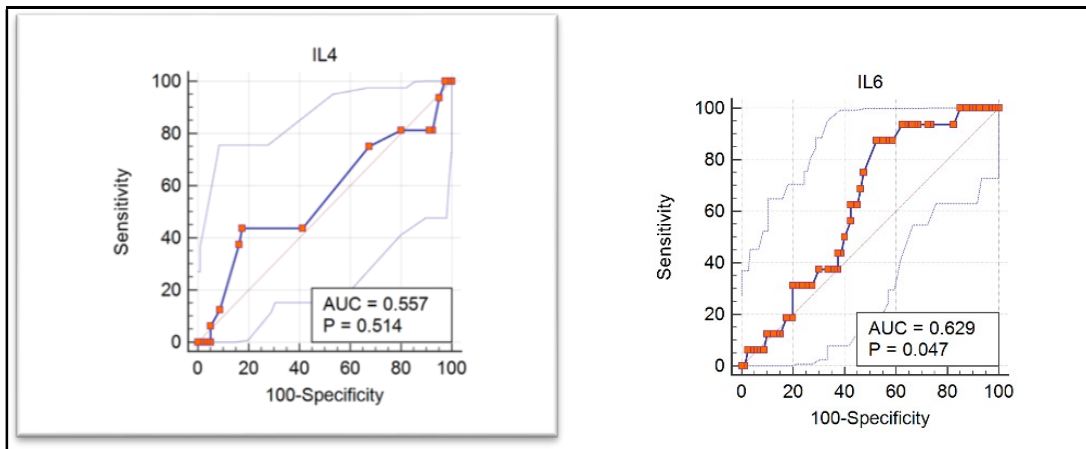 IL4
100
80
60
40
20
0
Sensitivity
AUC = 0.557
P = 0.514
0 20 40 60 80 100
100-Specificity
IL6
100
80
60
40
20
0
Sensitivity
AUC = 0.629
P = 0.047
0 20 40 60 80 100
100-Specificity